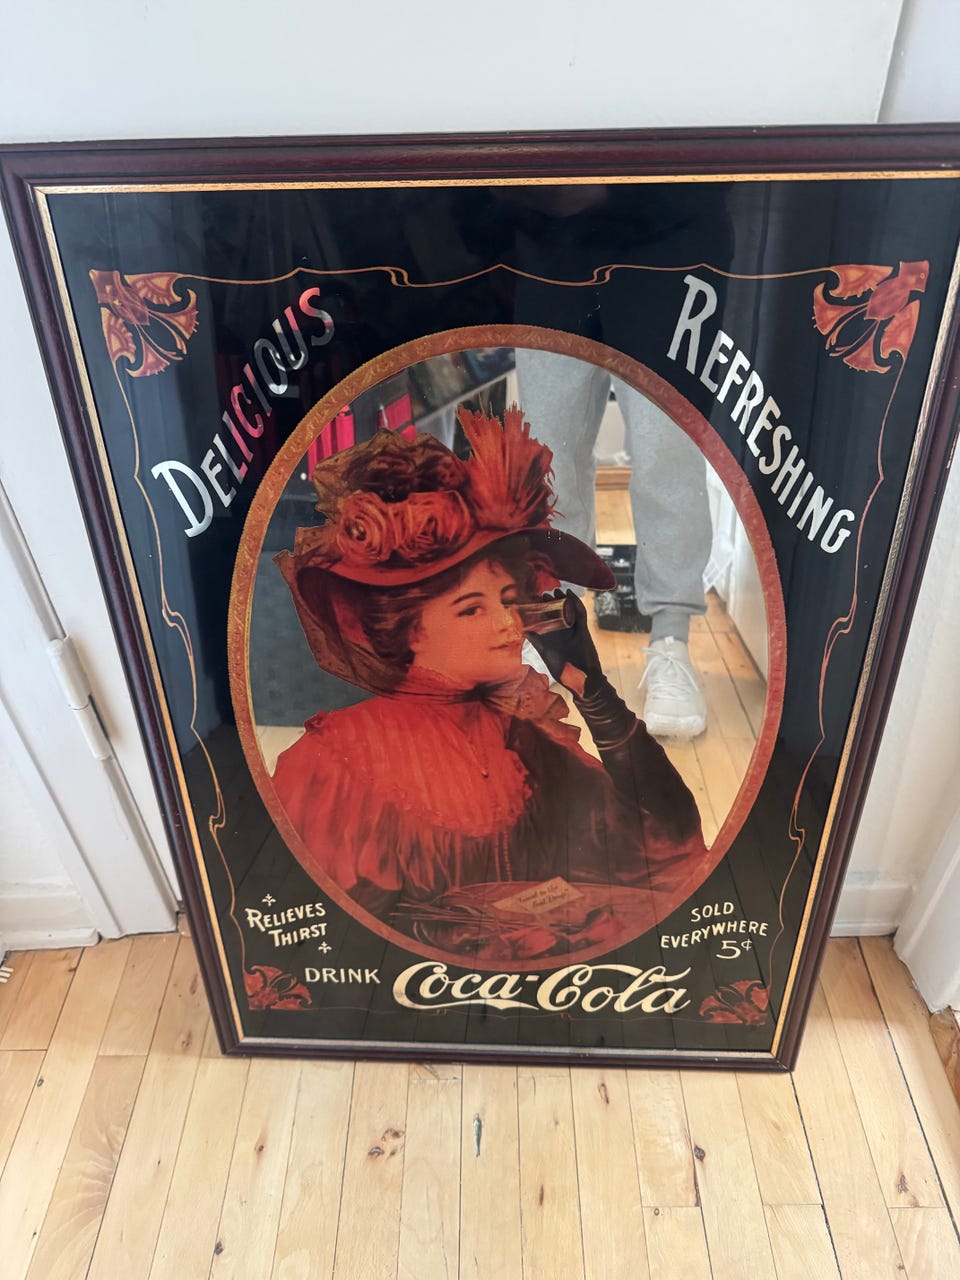 DELICIOUS
REFRESHING
RELIEVES
THIRST
SOLD
EVERYWHERE
5¢
DRINK Coca-Cola